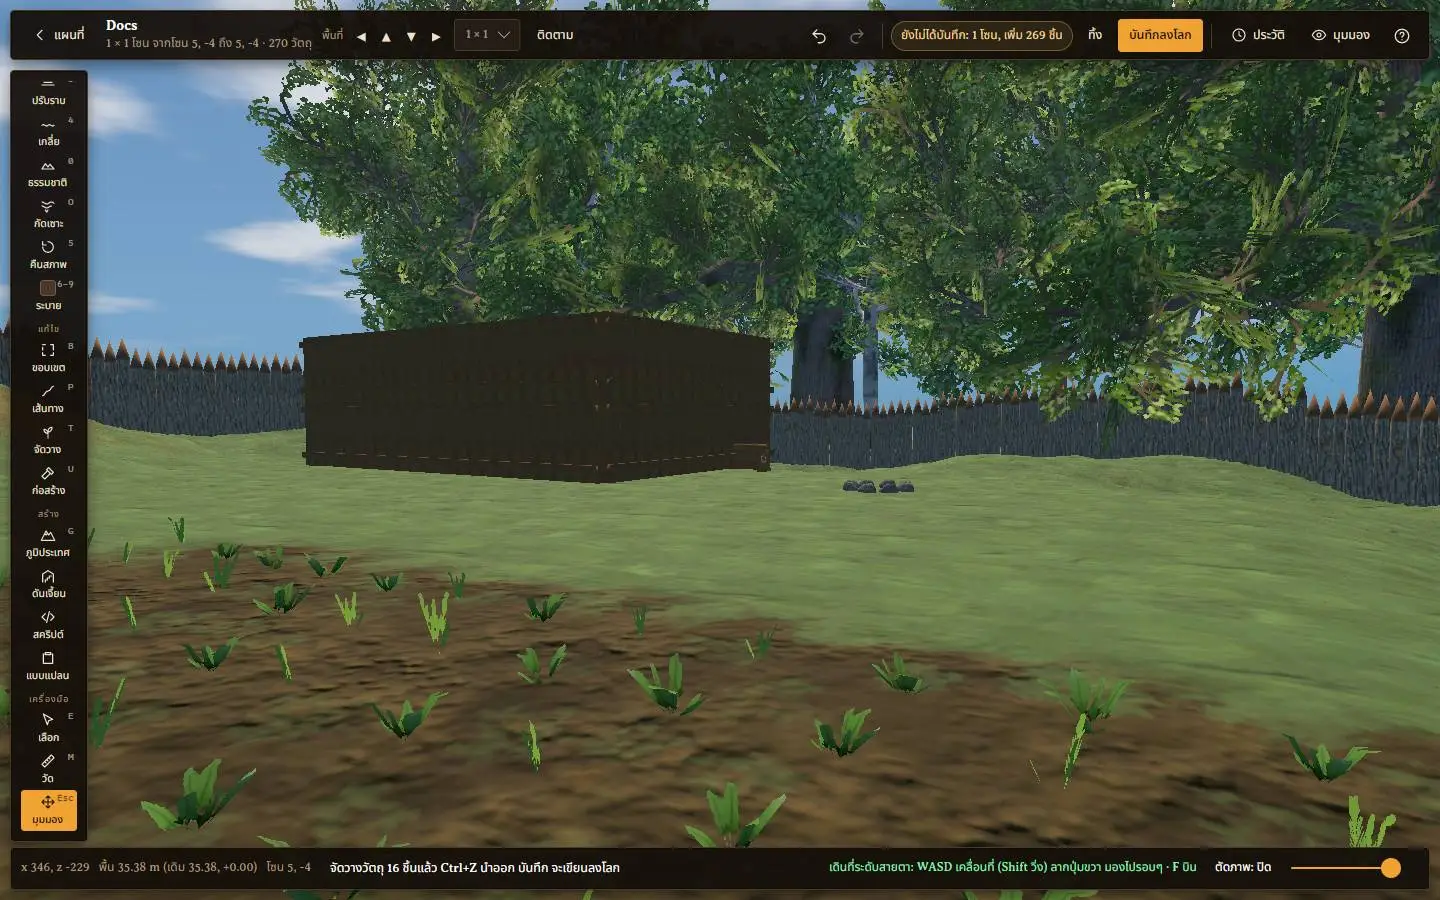 แผนที่
Docs
1 × 1 โซน จากโซน 5, -4 ถึง 5, -4 · 270 วัตถุ
พื้นที่
1 × 1
ติดตาม
ยังไม่ได้บันทึก: 1 โซน, เพิ่ม 269 ชิ้น
ทิ้ง
บันทึกลงโลก
ประวัติ
มุมมอง
ปรับราบ
4
เกลี่ย
0
ธรรมชาติ
O
กัดเซาะ
5
คืนสภาพ
6–9
ระบาย
แก้ไข
B
ขอบเขต
P
เส้นทาง
T
จัดวาง
U
ก่อสร้าง
สร้าง
G
ภูมิประเทศ
ดันเจี้ยน
สคริปต์
แบบแปลน
เครื่องมือ
E
เลือก
M
วัด
Esc
มุมมอง
x 346, z -229 พื้น 35.38 m (เดิม 35.38, +0.00) โซน 5, -4
จัดวางวัตถุ 16 ชิ้นแล้ว Ctrl+Z นำออก บันทึก จะเขียนลงโลก
เดินที่ระดับสายตา: WASD เคลื่อนที่ (Shift วิ่ง) ลากปุ่มขวา มองไปรอบๆ · F บิน
ตัดภาพ: ปิด